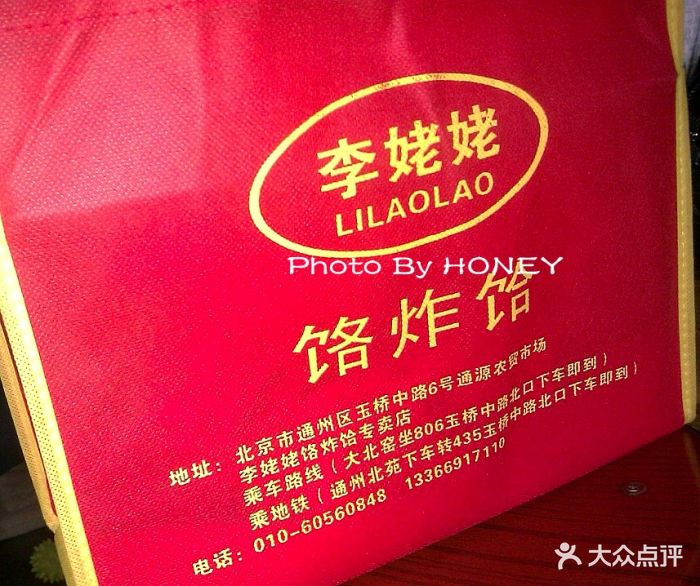 李姥姥
LILAOLAO
Photo By HONEY
饹炸饸
地址：北京市通州区玉桥中路6号通源农贸市场
李姥姥饹炸饸专卖店
乘车路线（大北窑坐806玉桥中路北口下车即到）
乘地铁（通州北苑下车转435玉桥中路北口下车即到）
电话：010-60560848 13366917110
大众点评